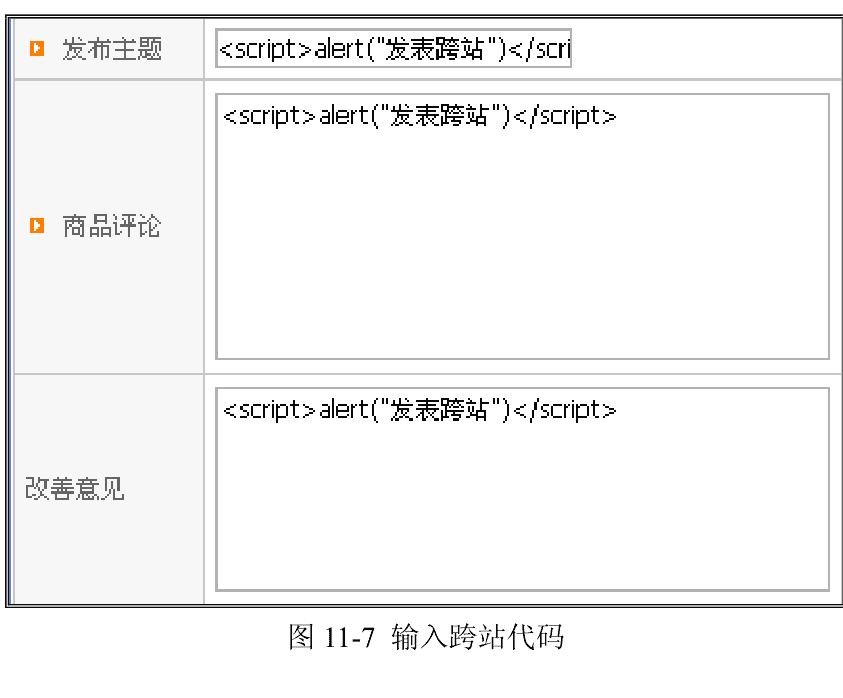 发布主题
<script>alert("发表跨站")</scri
商品评论
<script>alert("发表跨站")</script>
改善意见
<script>alert("发表跨站")</script>
图 11-7 输入跨站代码